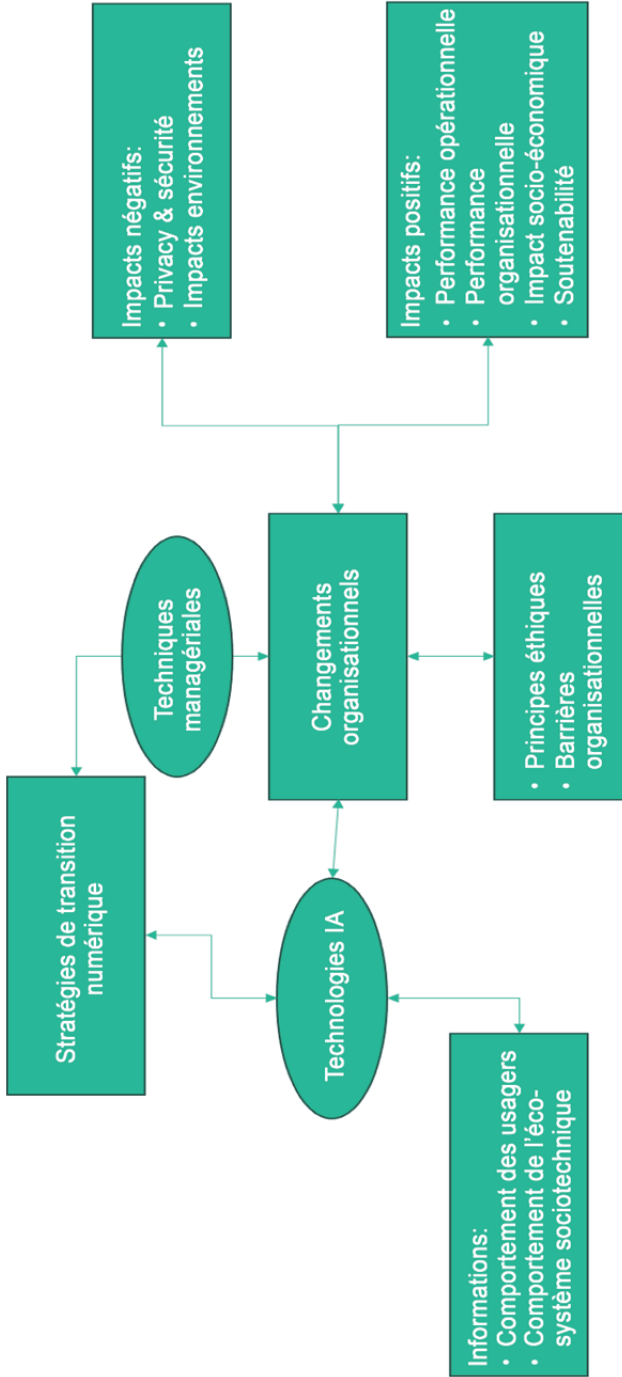 Stratégies de transition
numérique
Techniques
managériales
Impacts négatifs:
• Privacy & sécurité
• Impacts environnements
Technologies IA
Changements
organisationnels
Informations:
• Comportement des usagers
• Comportement de l'éco-
système sociotechnique
• Principes éthiques
• Barrières
organisationnelles
Impacts positifs:
• Performance opérationnelle
• Performance
organisationnelle
• Impact socio-économique
• Soutenabilité